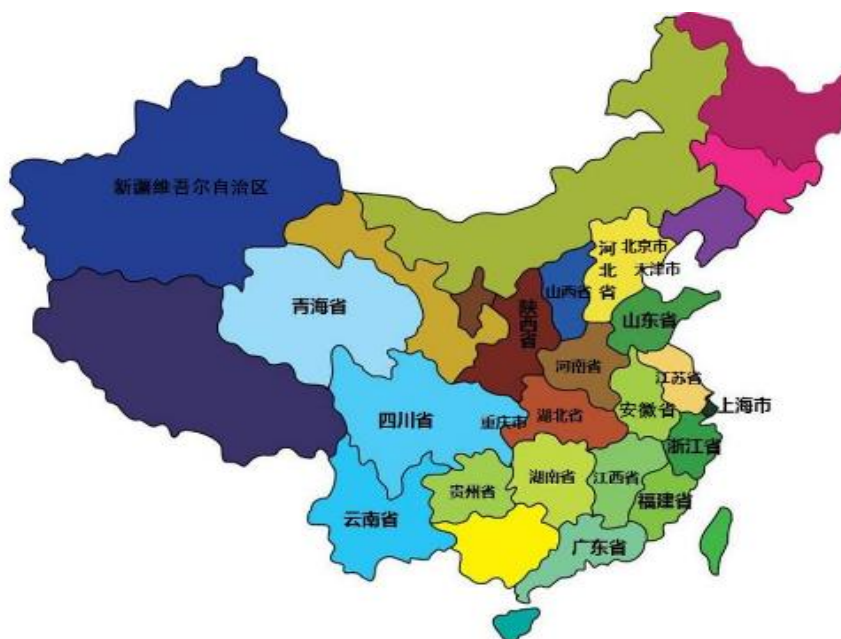 新疆维吾尔自治区
河北省
北京市
天津市
山西省
青海省
陕西省
山东省
河南省
江苏省
安徽省
上海市
四川省
重庆市
湖北省
浙江省
贵州省
湖南省
江西省
福建省
云南省
广东省